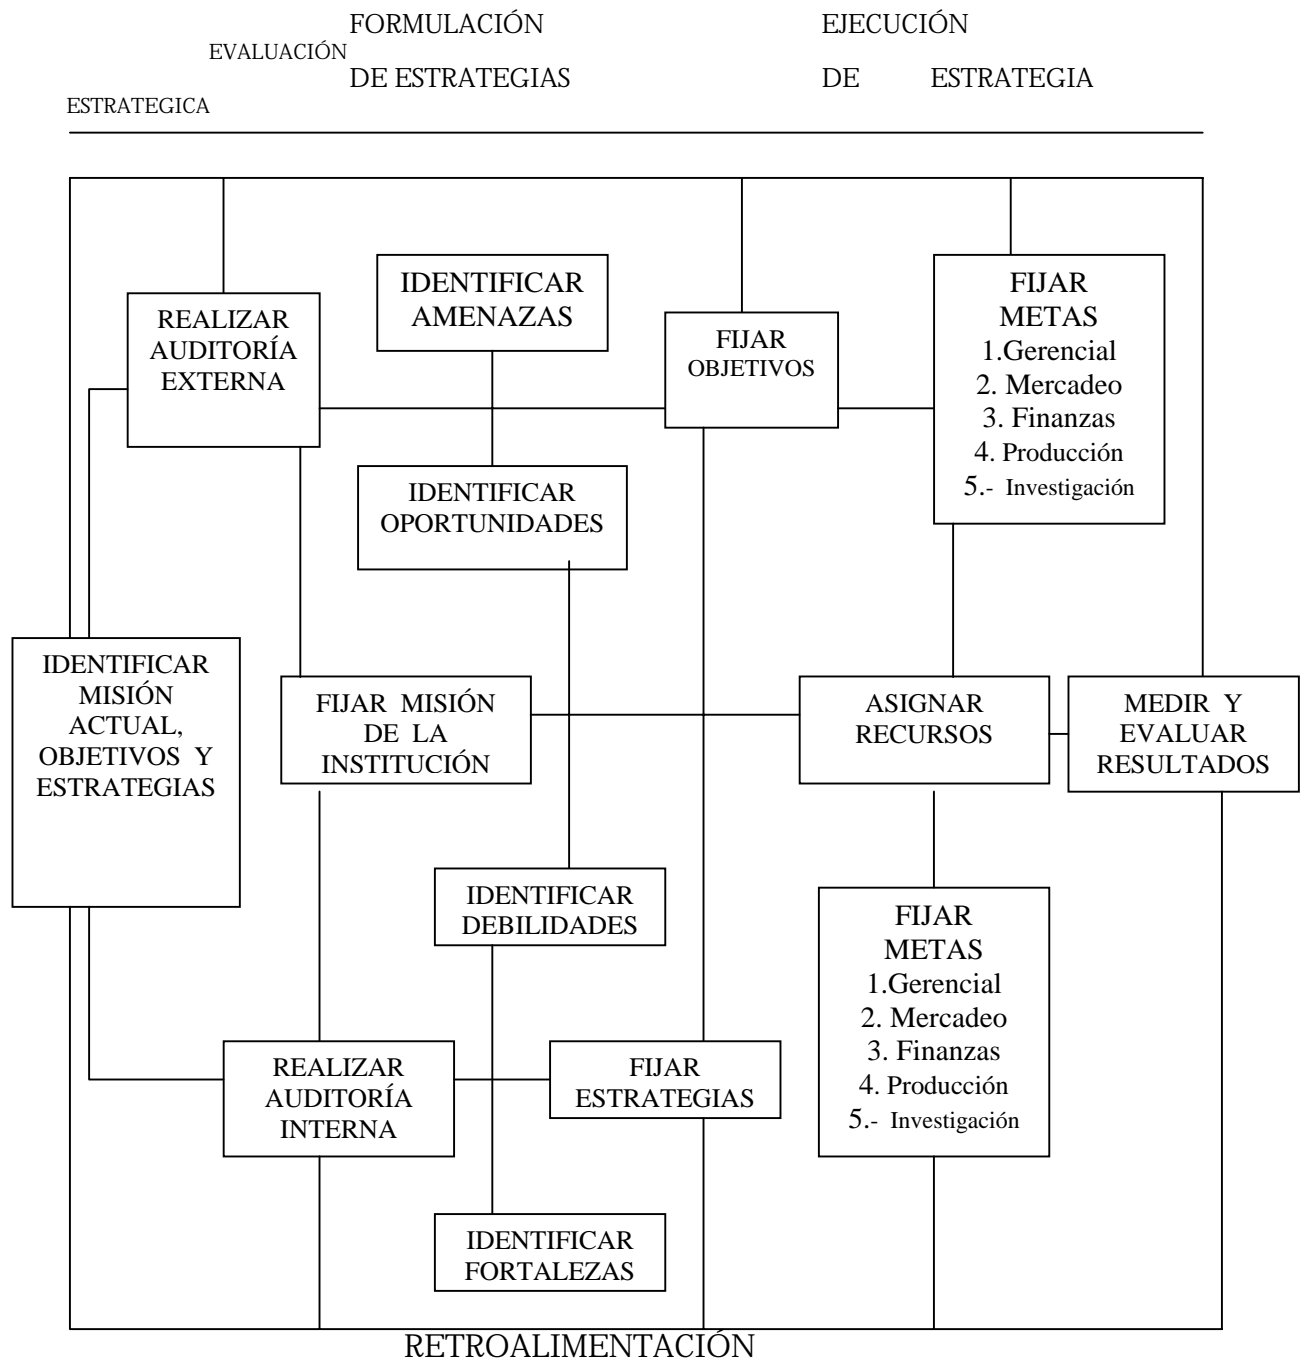 FORMULACIÓN EJECUCIÓN
EVALUACIÓN
DE ESTRATEGIAS DE ESTRATEGIA
ESTRATEGICA
IDENTIFICAR
AMENAZAS
FIJAR
METAS
1.Gerencial
2. Mercadeo
3. Finanzas
4. Producción
5.- Investigación
REALIZAR
AUDITORÍA
EXTERNA
FIJAR
OBJETIVOS
IDENTIFICAR
OPORTUNIDADES
IDENTIFICAR
MISIÓN
ACTUAL,
OBJETIVOS Y
ESTRATEGIAS
FIJAR MISIÓN
DE LA
INSTITUCIÓN
ASIGNAR
RECURSOS
MEDIR Y
EVALUAR
RESULTADOS
IDENTIFICAR
DEBILIDADES
FIJAR
METAS
1.Gerencial
2. Mercadeo
3. Finanzas
4. Producción
5.- Investigación
REALIZAR
AUDITORÍA
INTERNA
FIJAR
ESTRATEGIAS
IDENTIFICAR
FORTALEZAS
RETROALIMENTACIÓN